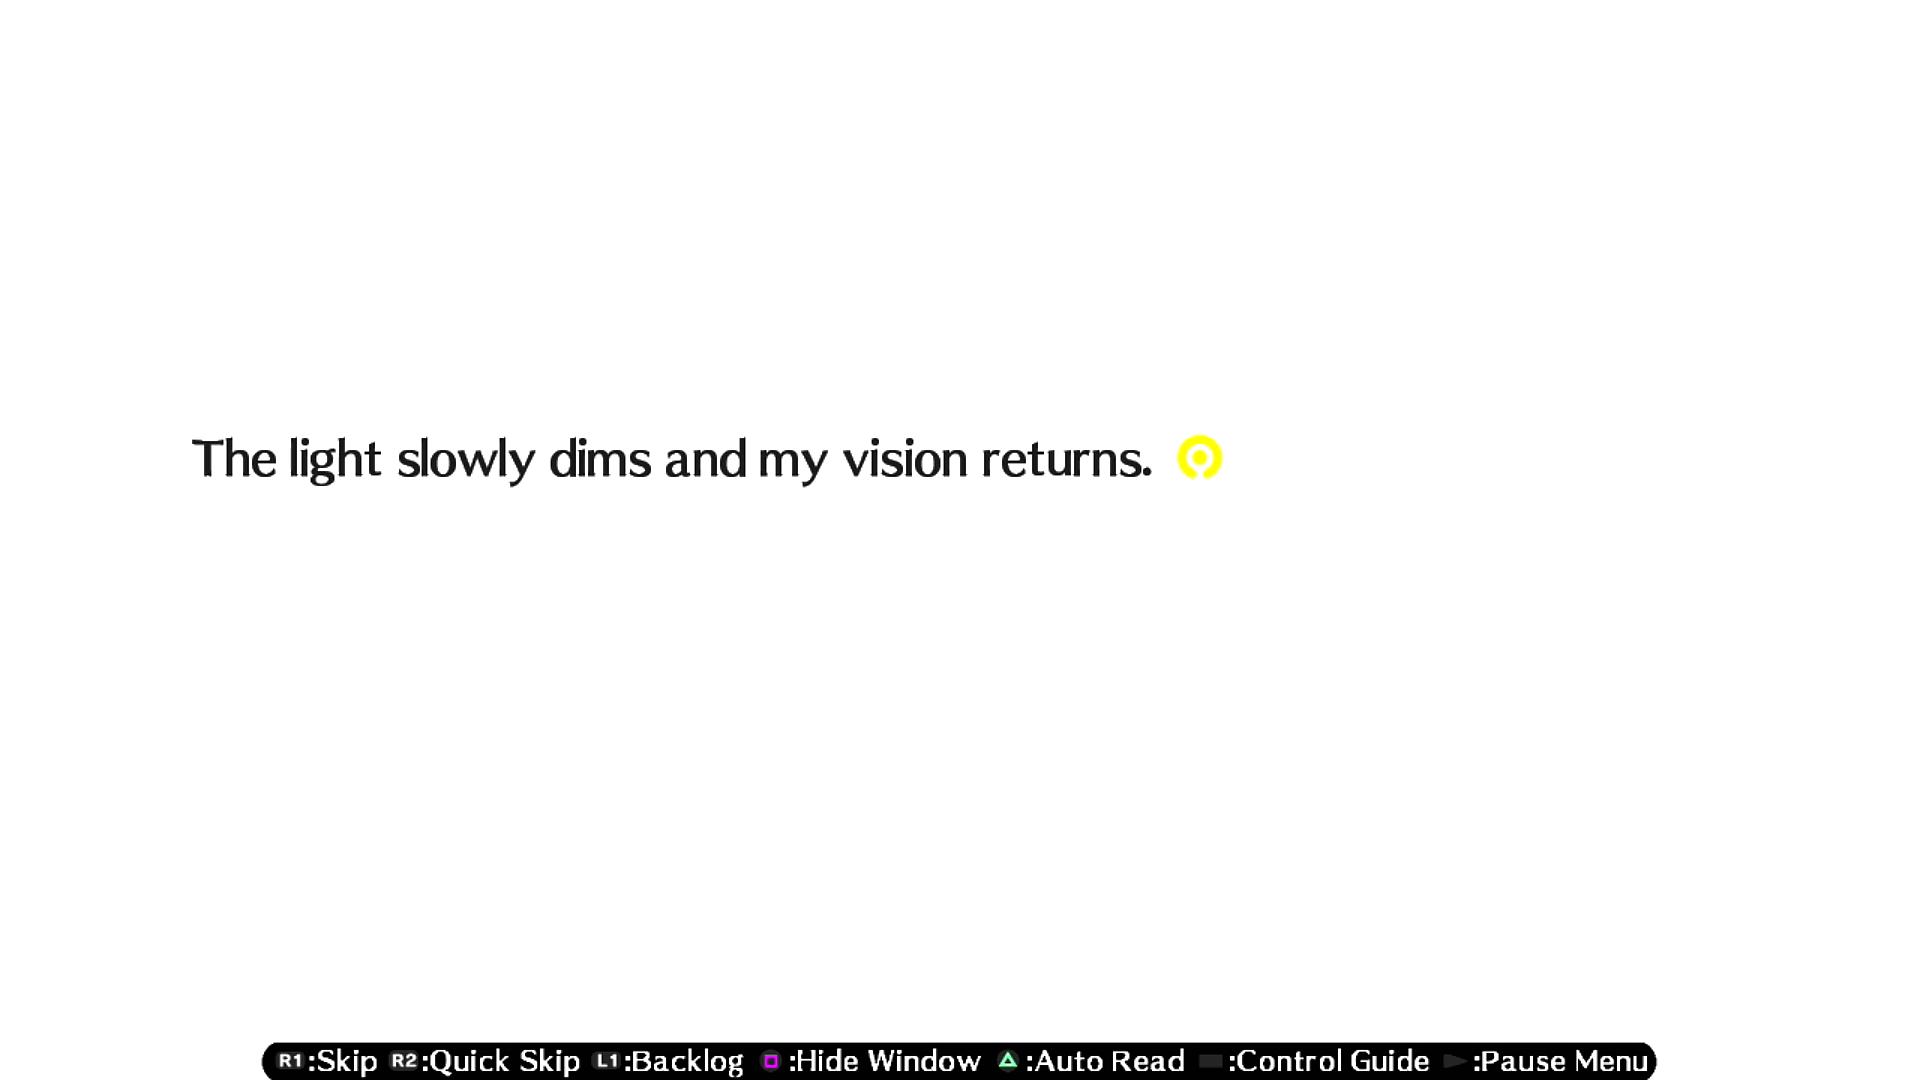 The light slowly dims and my vision returns.
R1:Skip R2:Quick Skip L1:Backlog :Hide Window :Auto Read :Control Guide :Pause Menu